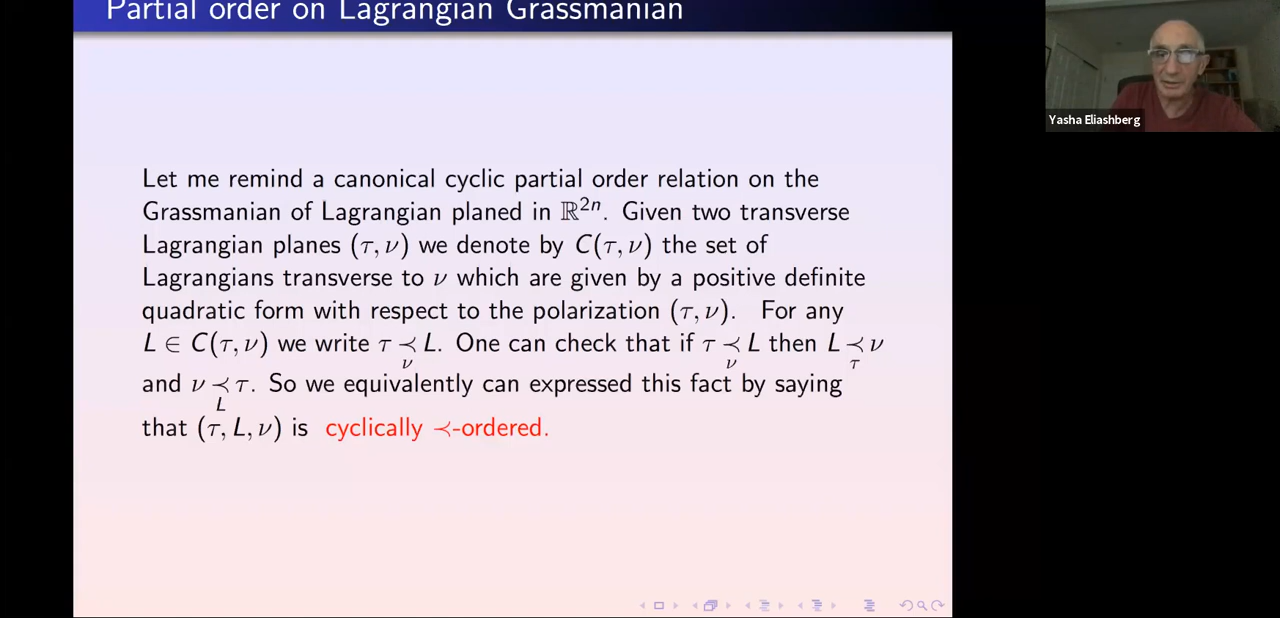 Partial order on Lagrangian Grassmanian
Yasha Eliashberg
Let me remind a canonical cyclic partial order relation on the
Grassmanian of Lagrangian planed in ℝ²ⁿ. Given two transverse
Lagrangian planes (τ, ν) we denote by C(τ, ν) the set of
Lagrangians transverse to ν which are given by a positive definite
quadratic form with respect to the polarization (τ, ν). For any
L ∈ C(τ, ν) we write τ ≺_ν L. One can check that if τ ≺_ν L then L ≺_τ ν
and ν ≺_L τ. So we equivalently can expressed this fact by saying
that (τ, L, ν) is cyclically ≺-ordered.